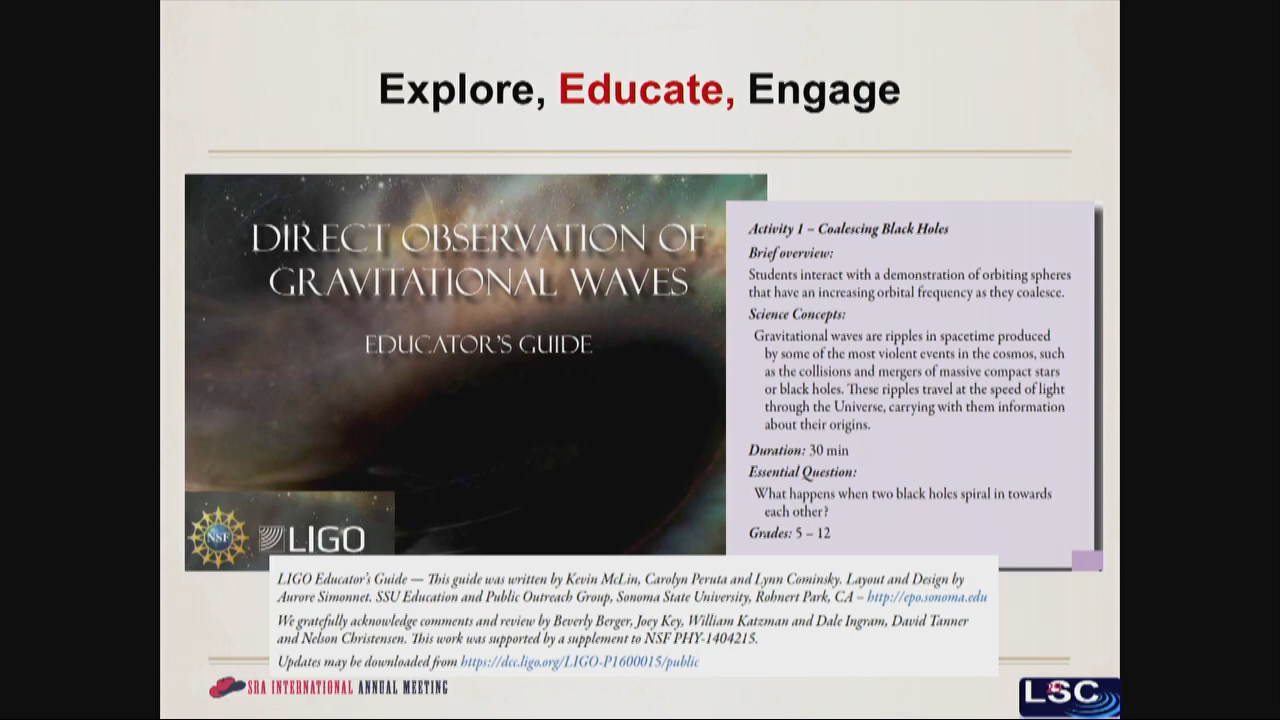 Explore, Educate, Engage
DIRECT OBSERVATION OF
GRAVITATIONAL WAVES
EDUCATOR'S GUIDE
NSF
LIGO
Activity 1 – Coalescing Black Holes
Brief overview:
Students interact with a demonstration of orbiting spheres
that have an increasing orbital frequency as they coalesce.
Science Concepts:
Gravitational waves are ripples in spacetime produced
by some of the most violent events in the cosmos, such
as the collisions and mergers of massive compact stars
or black holes. These ripples travel at the speed of light
through the Universe, carrying with them information
about their origins.
Duration: 30 min
Essential Question:
What happens when two black holes spiral in towards
each other?
Grades: 5 – 12
LIGO Educator's Guide — This guide was written by Kevin McLin, Carolyn Peruta and Lynn Cominsky. Layout and Design by
Aurore Simonnet. SSU Education and Public Outreach Group, Sonoma State University, Rohnert Park, CA – http://epo.sonoma.edu
We gratefully acknowledge comments and review by Beverly Berger, Joey Key, William Katzman and Dale Ingram, David Tanner
and Nelson Christensen. This work was supported by a supplement to NSF PHY-1404215.
Updates may be downloaded from https://dcc.ligo.org/LIGO-P1600015/public
SRA INTERNATIONAL ANNUAL MEETING
LSC